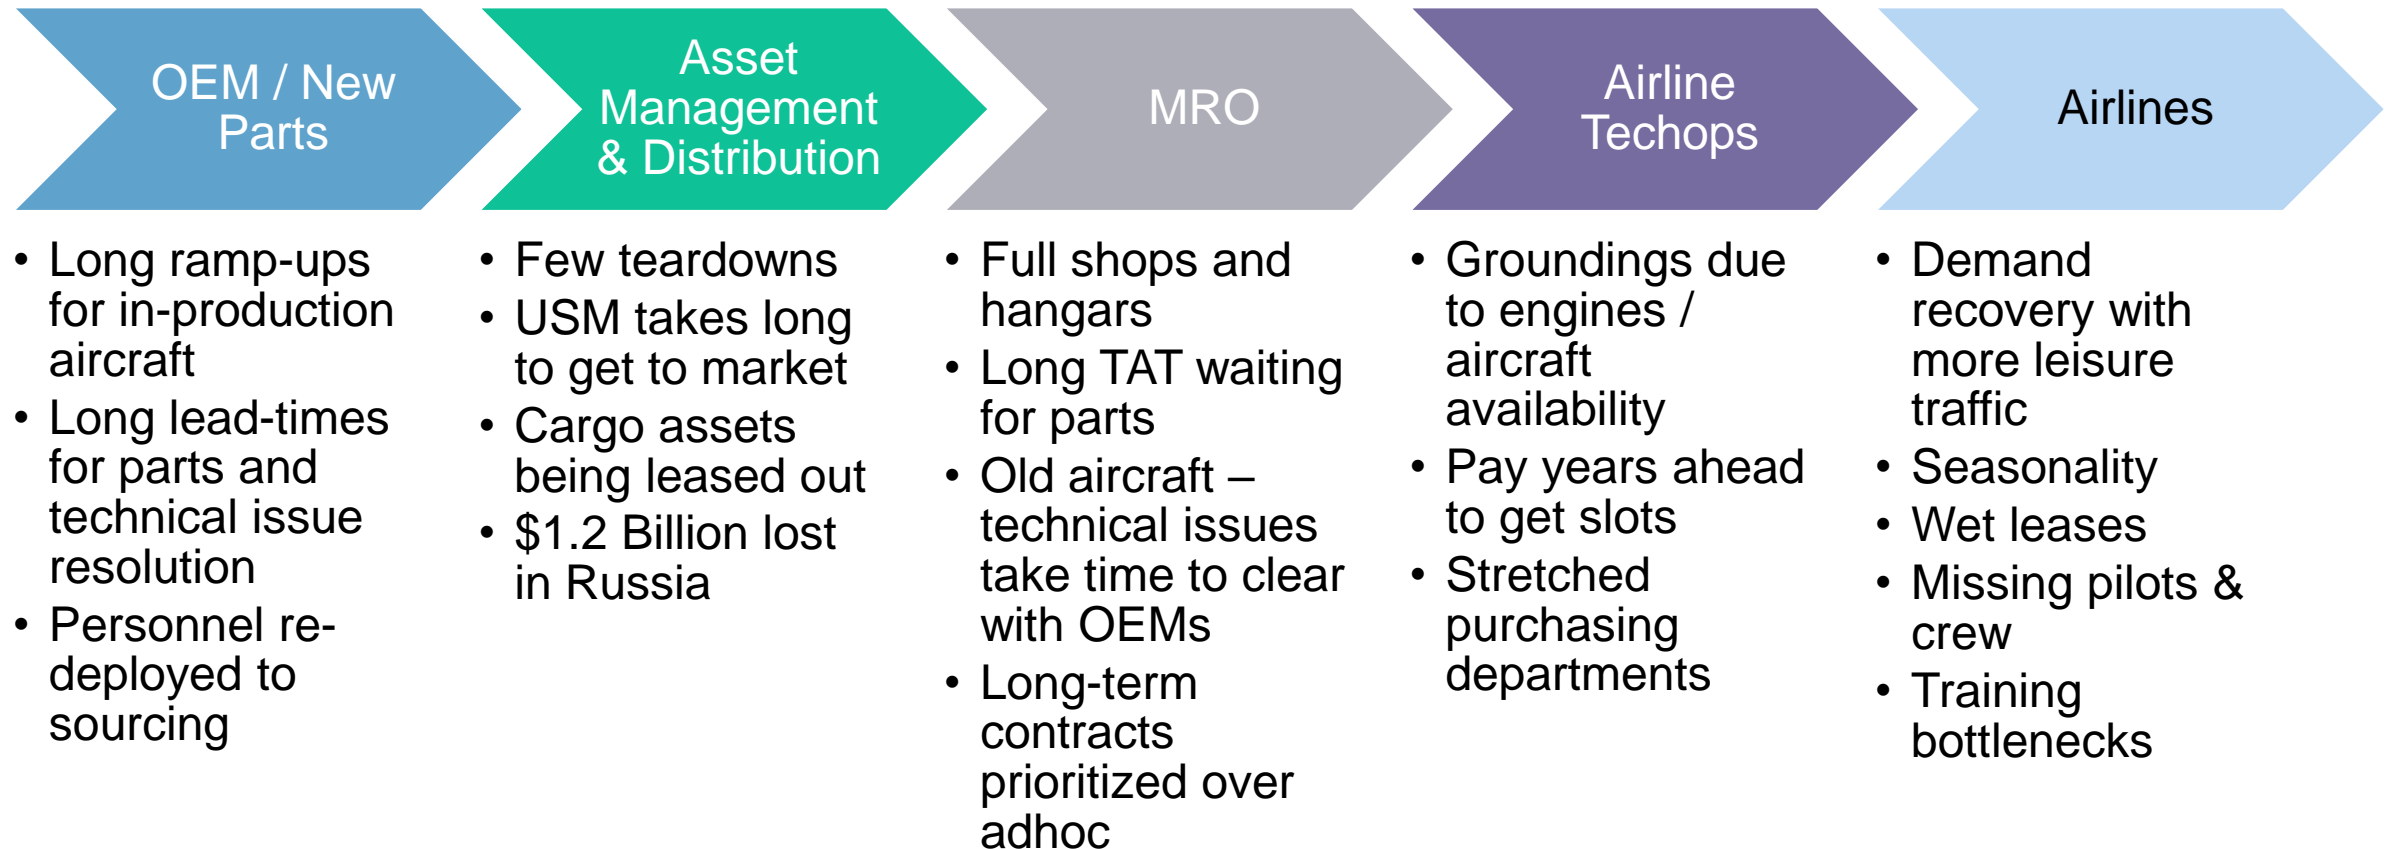 OEM / New
Parts
Asset
Management
& Distribution
MRO
Airline
Techops
Airlines
• Long ramp-ups
for in-production
aircraft
• Long lead-times
for parts and
technical issue
resolution
• Personnel re-
deployed to
sourcing
• Few teardowns
• USM takes long
to get to market
• Cargo assets
being leased out
• $1.2 Billion lost
in Russia
• Full shops and
hangars
• Long TAT waiting
for parts
• Old aircraft –
technical issues
take time to clear
with OEMs
• Long-term
contracts
prioritized over
adhoc
• Groundings due
to engines /
aircraft
availability
• Pay years ahead
to get slots
• Stretched
purchasing
departments
• Demand
recovery with
more leisure
traffic
• Seasonality
• Wet leases
• Missing pilots &
crew
• Training
bottlenecks